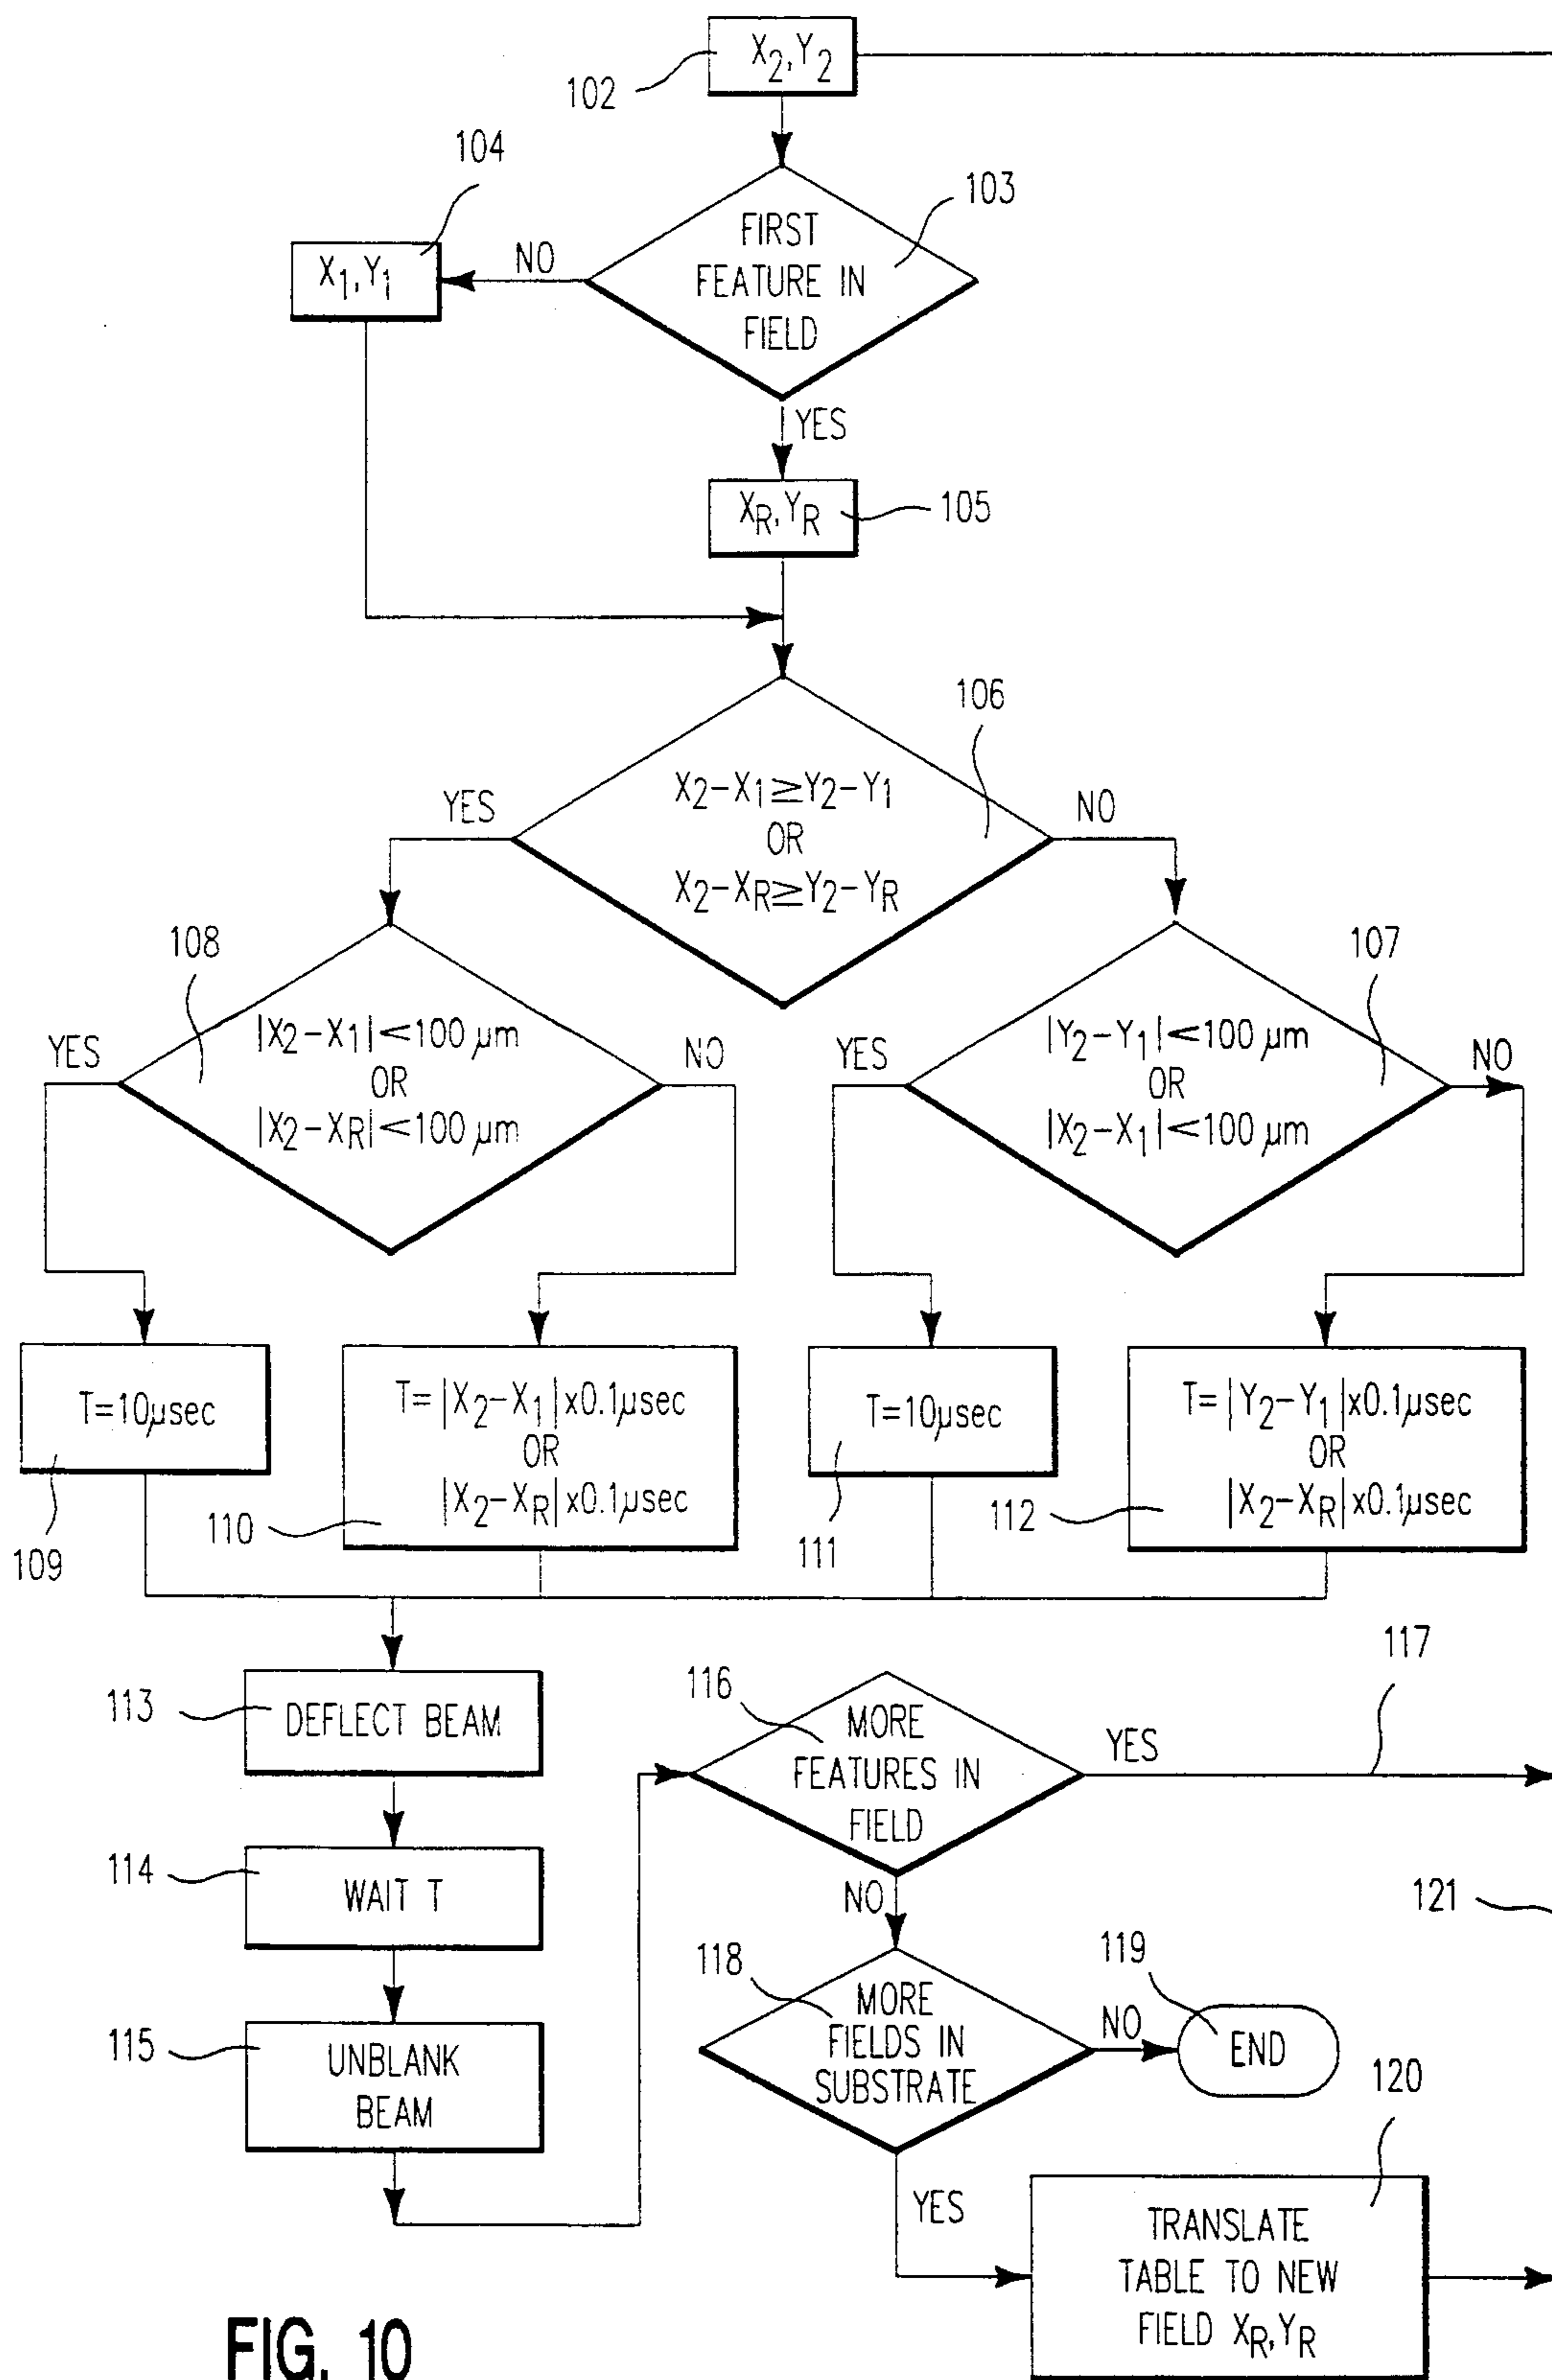 X2,Y2
102
104
103
FIRST
FEATURE IN
FIELD
NO
X1,Y1
YES
XR,YR
105
106
X2-X1≥Y2-Y1
OR
X2-XR≥Y2-YR
YES
NO
108
107
|X2-X1|<100 µm
OR
|X2-XR|<100 µm
YES
NO
|Y2-Y1|<100 µm
OR
|X2-X1|<100 µm
YES
NO
T=10µsec
109
T=|X2-X1|x0.1µsec
OR
|X2-XR|x0.1µsec
110
T=10µsec
111
T=|Y2-Y1|x0.1µsec
OR
|X2-XR|x0.1µsec
112
113
DEFLECT BEAM
114
WAIT T
115
UNBLANK
BEAM
116
MORE
FEATURES IN
FIELD
YES
117
NO
121
118
MORE
FIELDS IN
SUBSTRATE
NO
119
END
YES
120
TRANSLATE
TABLE TO NEW
FIELD XR,YR
FIG. 10